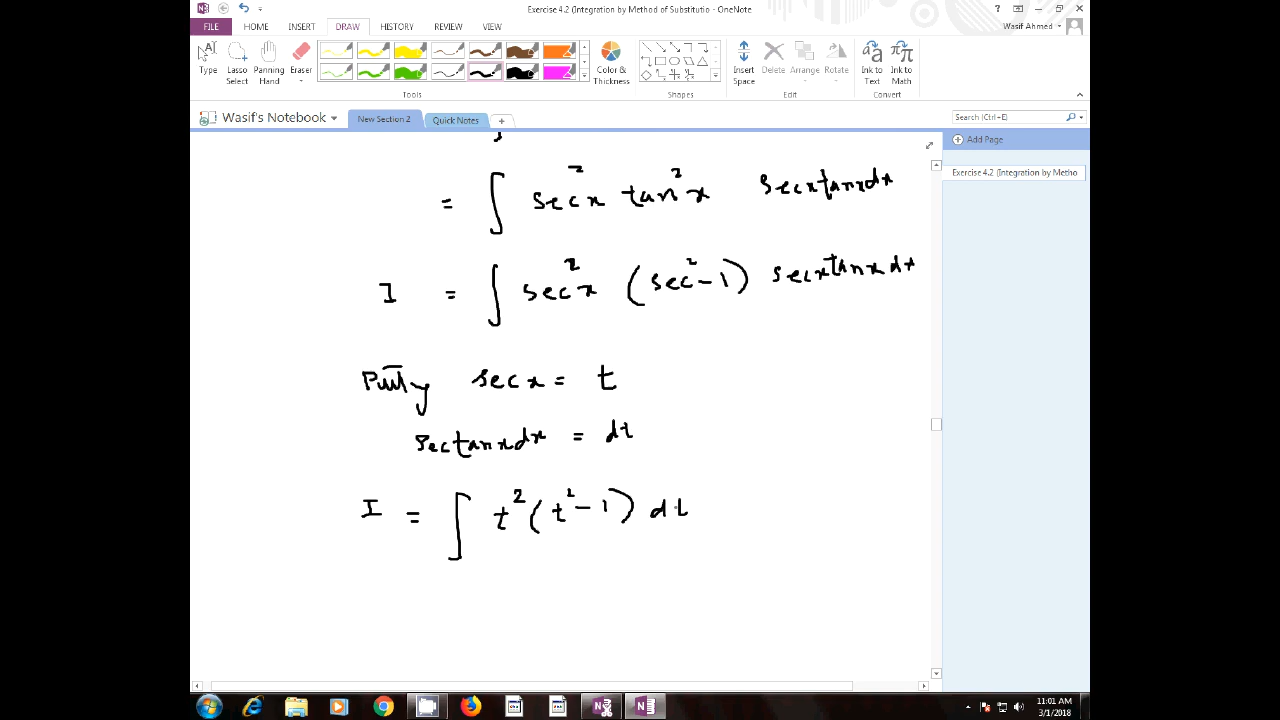 Exercise 4.2 (Integration by Method of Substitutio - OneNote
FILE HOME INSERT DRAW HISTORY REVIEW VIEW
Wasif Ahmed
Type Lasso Select Panning Hand Eraser Color & Thickness Insert Space Delete Arrange Rotate Ink to Text Ink to Math
Tools Shapes Edit Convert
Wasif's Notebook New Section 2 Quick Notes
Search (Ctrl+E)
Add Page
Exercise 4.2 (Integration by Metho
= ∫ sec²x tan²x secxtanxdx
I = ∫ sec²x (sec²-1) secxtanxdx
secx = t
sectanxdx = dt
I = ∫ t²(t²-1) dt
11:01 AM
3/1/2018